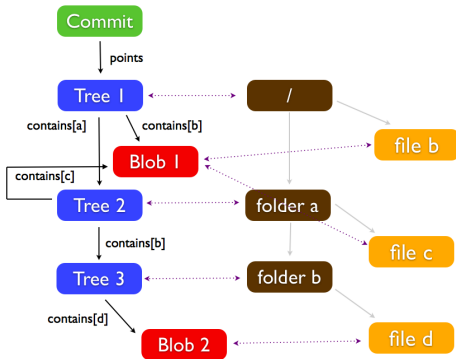 Commit
points
Tree 1
/
contains[a]
contains[b]
file b
Blob 1
contains[c]
Tree 2
folder a
contains[b]
file c
Tree 3
folder b
contains[d]
Blob 2
file d